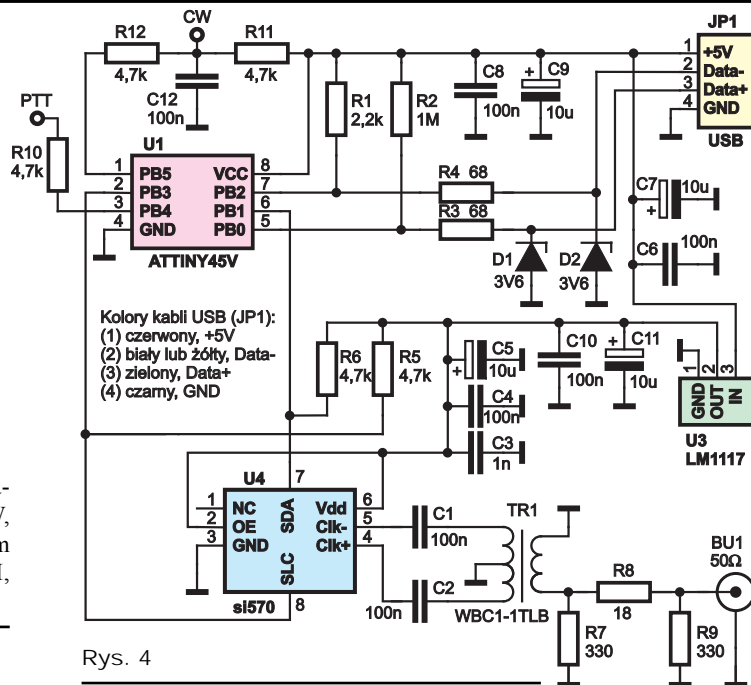 CW
JP1
R12
R11
4,7k
4,7k
C12
100n
PTT
R10
4,7k
U1
1 PB5 VCC 8
2 PB3 PB2 7
3 PB4 PB1 6
4 GND PB0 5
ATTINY45V
R1
2,2k
R2
1M
C8
100n
+ C9
10u
1 +5V
2 Data-
3 Data+
4 GND
USB
R4 68
R3 68
C7 10u
+
C6 100n
D1
3V6
D2
3V6
Kolory kabli USB (JP1):
(1) czerwony, +5V
(2) biały lub żółty, Data-
(3) zielony, Data+
(4) czarny, GND
R6
4,7k
R5
4,7k
C5
+ 10u
C4
100n
C3
1n
C10
100n
+ C11
10u
1 2 3
GND
OUT
IN
U3
LM1117
U4
7
1 NC SDA Vdd 6
2 OE Clk- 5
3 GND SLC Clk+ 4
si570
8
C1
100n
C2
100n
TR1
WBC1-1TLB
R7
330
R8
18
R9
330
BU1
50Ω
Rys. 4